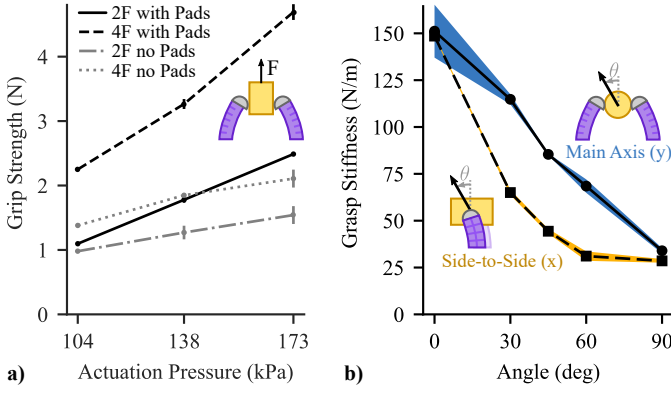 2F with Pads
4F with Pads
2F no Pads
4F no Pads
F
Grip Strength (N)
4
3
2
1
0
104
138
173
a)
Actuation Pressure (kPa)
Grasp Stiffness (N/m)
150
125
100
75
50
25
0
θ
Main Axis (y)
θ
Side-to-Side (x)
0
30
60
90
b)
Angle (deg)